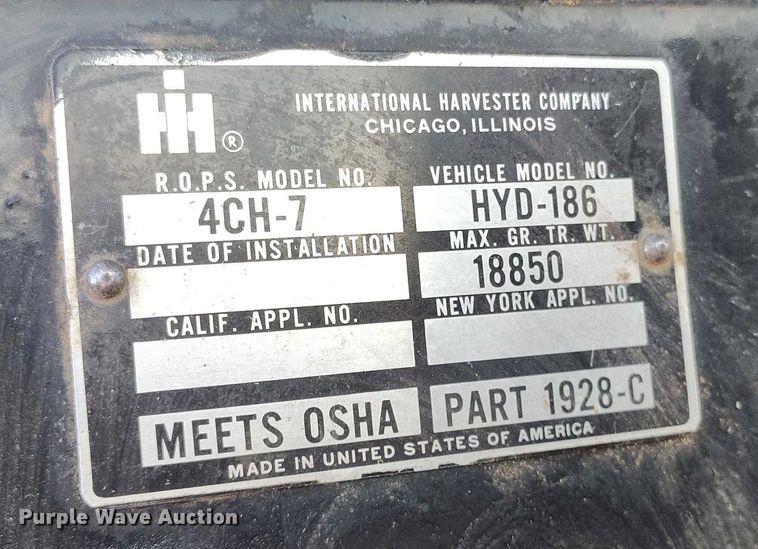 IH ®
INTERNATIONAL HARVESTER COMPANY
CHICAGO, ILLINOIS
R.O.P.S. MODEL NO. VEHICLE MODEL NO.
4CH-7 HYD-186
DATE OF INSTALLATION MAX. GR. TR. WT.
18850
CALIF. APPL. NO. NEW YORK APPL. NO.
MEETS OSHA PART 1928-C
MADE IN UNITED STATES OF AMERICA
Purple Wave Auction